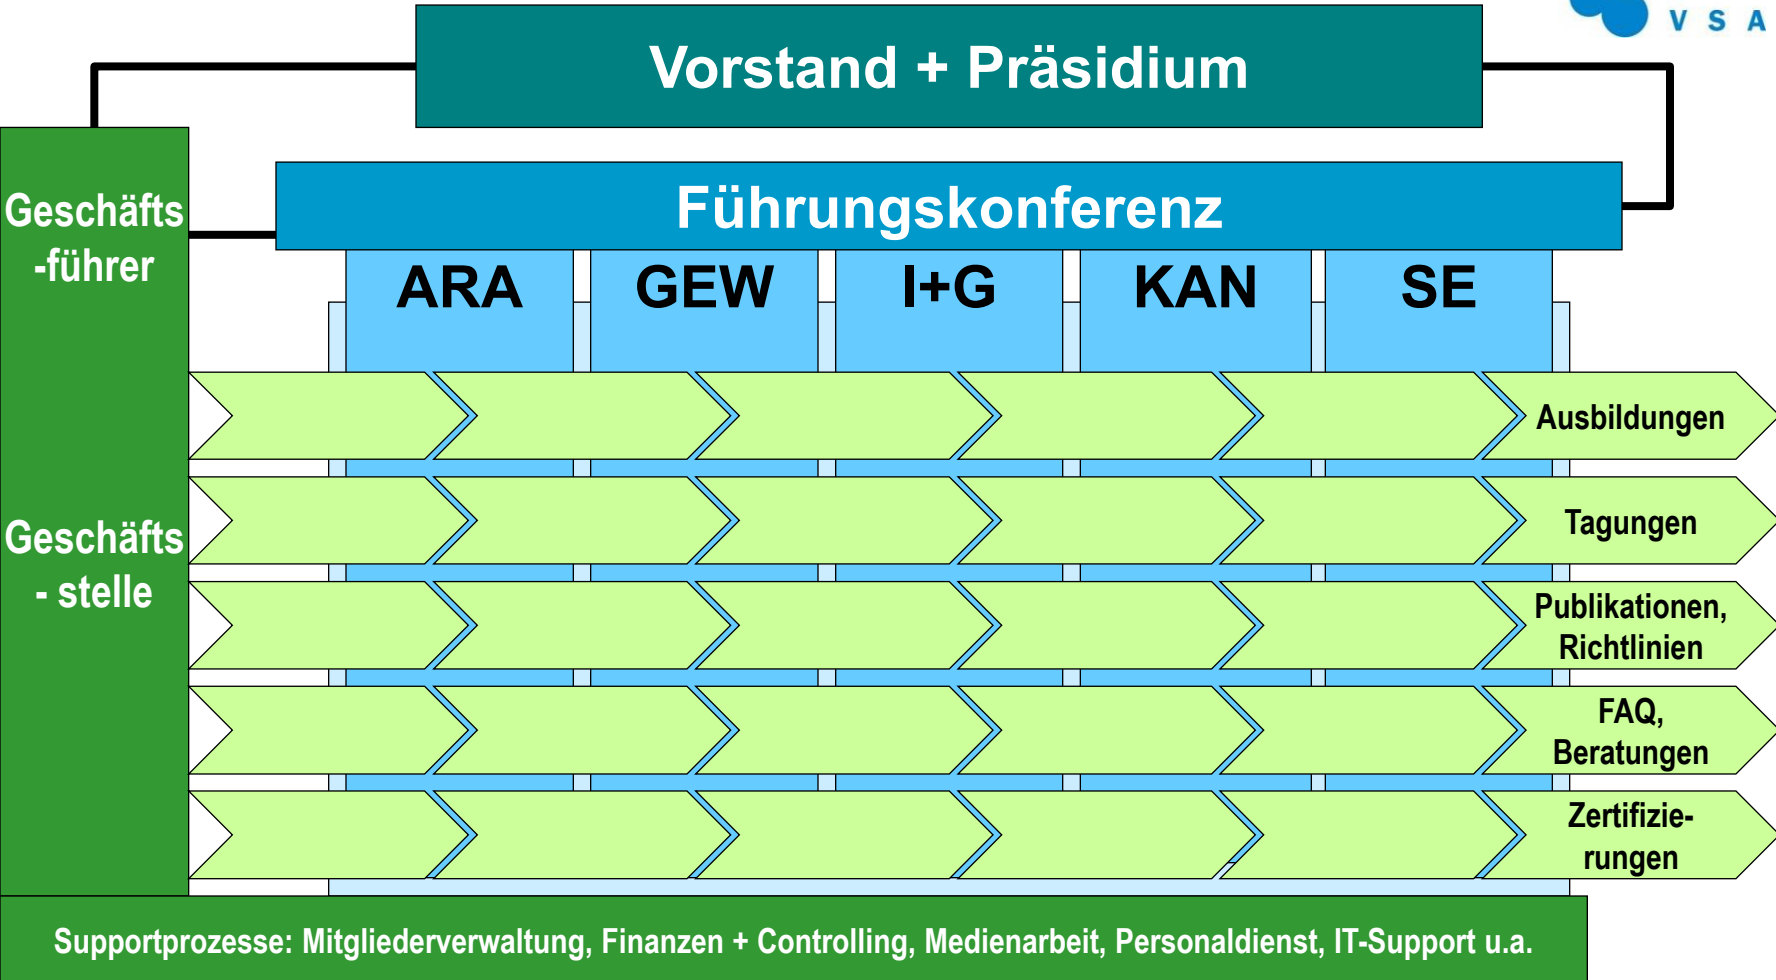 V S A
Vorstand + Präsidium
Führungskonferenz
Geschäfts
-führer
ARA GEW I+G KAN SE
Ausbildungen
Tagungen
Geschäfts
- stelle
Publikationen,
Richtlinien
FAQ,
Beratungen
Zertifizie-
rungen
Supportprozesse: Mitgliederverwaltung, Finanzen + Controlling, Medienarbeit, Personaldienst, IT-Support u.a.